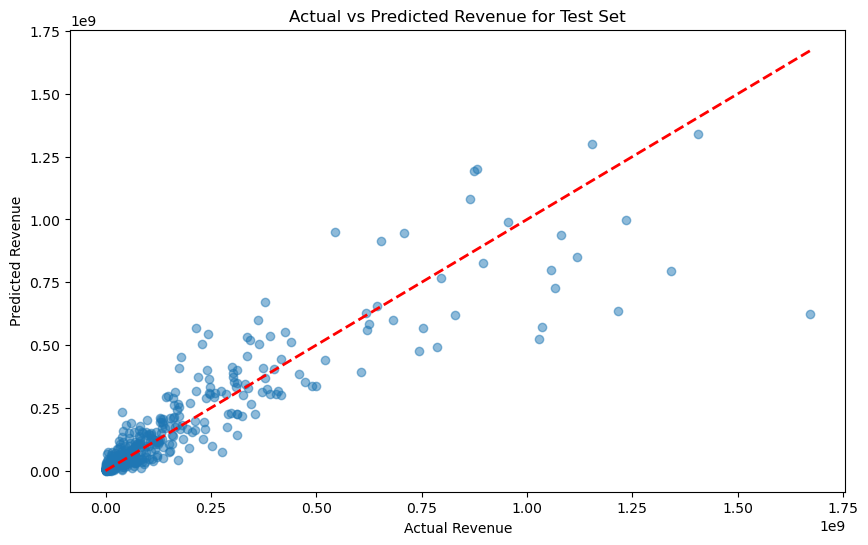 Actual vs Predicted Revenue for Test Set
1e9
1.75
1.50
1.25
1.00
0.75
0.50
0.25
0.00
Predicted Revenue
0.00 0.25 0.50 0.75 1.00 1.25 1.50 1.75
Actual Revenue
1e9